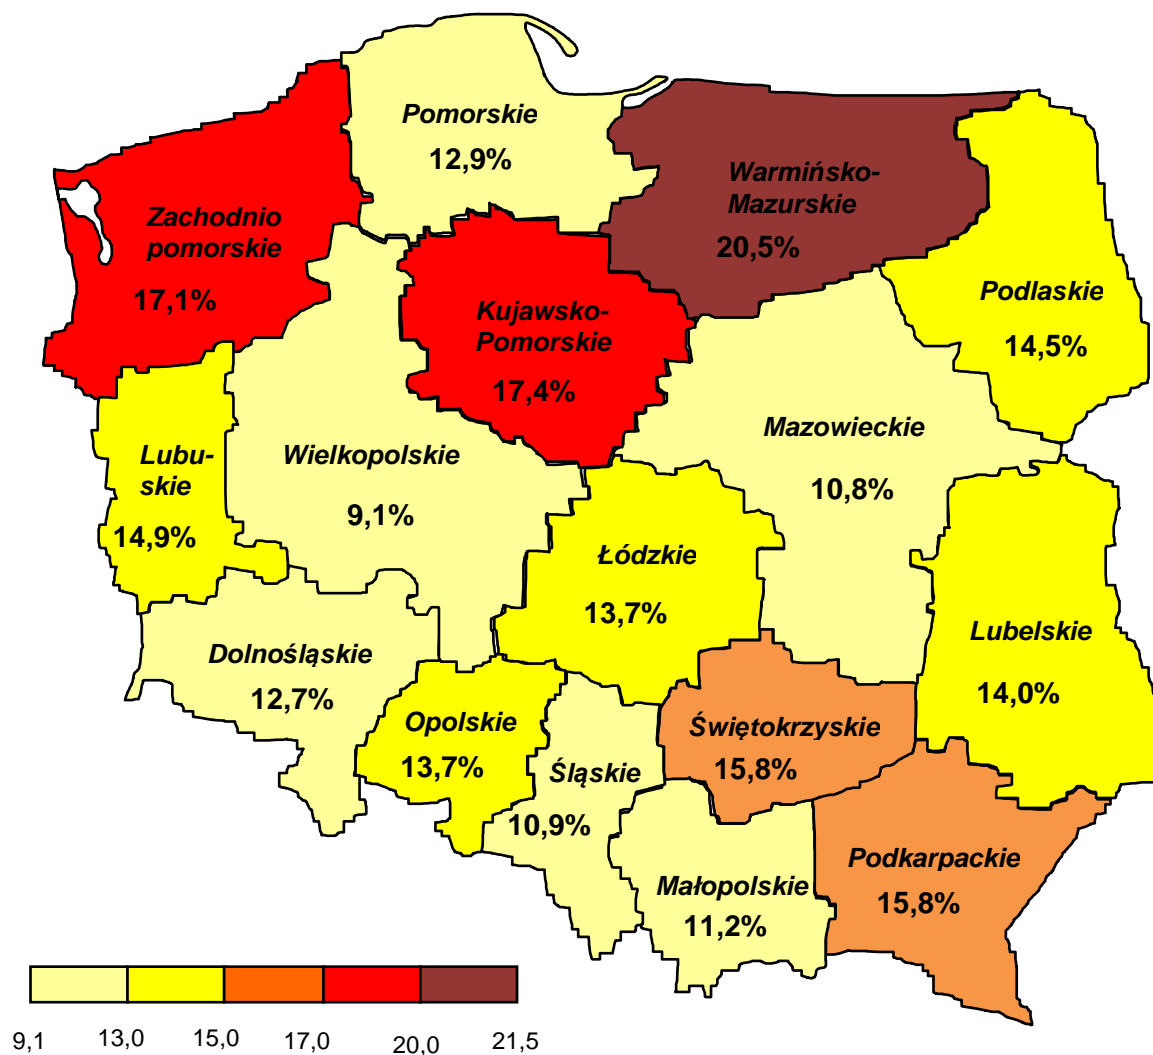 Pomorskie
12,9%
Warmińsko-
Mazurskie
20,5%
Zachodnio
pomorskie
17,1%
Podlaskie
14,5%
Kujawsko-
Pomorskie
17,4%
Mazowieckie
10,8%
Lubu-
skie
14,9%
Wielkopolskie
9,1%
Łódzkie
13,7%
Lubelskie
14,0%
Dolnośląskie
12,7%
Opolskie
13,7%
Świętokrzyskie
15,8%
Śląskie
10,9%
Małopolskie
11,2%
Podkarpackie
15,8%
9,1 13,0 15,0 17,0 20,0 21,5